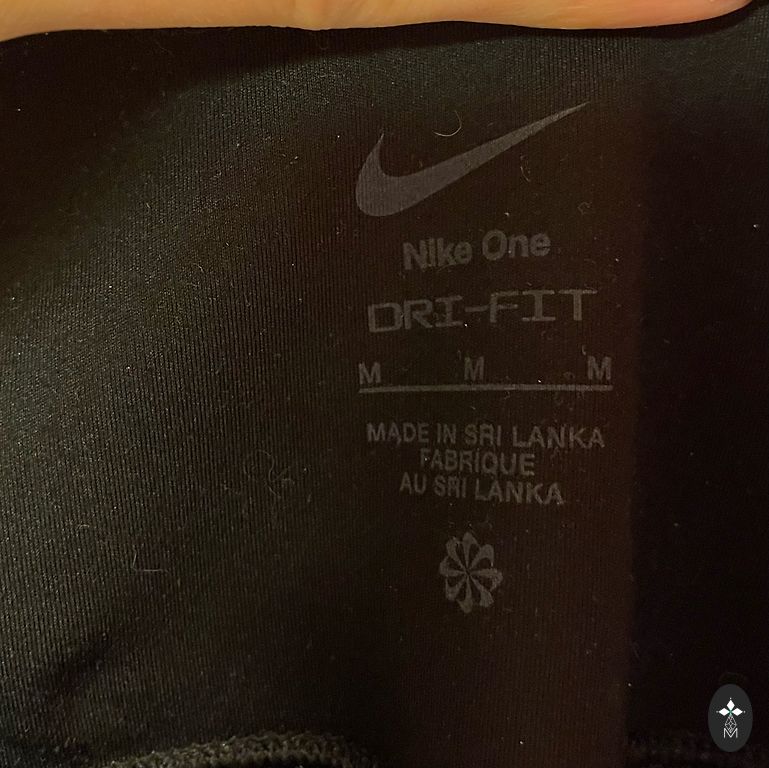 Nike One
DRI-FIT
M M M
MADE IN SRI LANKA
FABRIQUE
AU SRI LANKA
M